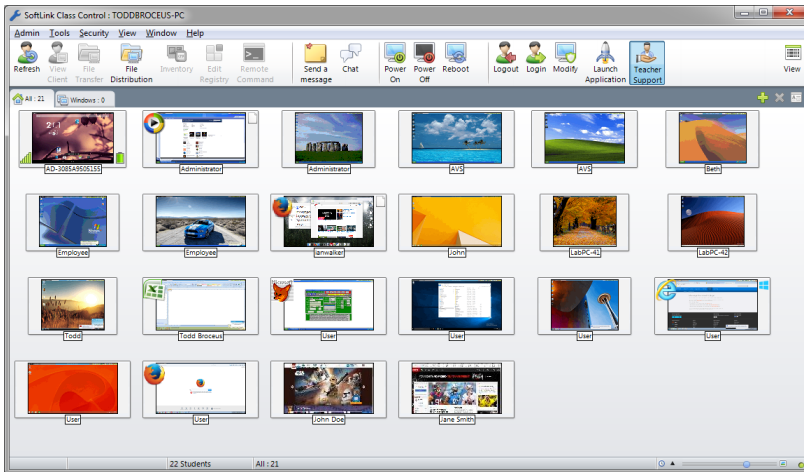 SoftLink Class Control : TODDBROCEUS-PC
Admin Tools Security View Window Help
Refresh View Client File Transfer File Distribution Inventory Edit Registry Remote Command Send a message Chat Power On Power Off Reboot Logout Login Modify Launch Application Teacher Support View
All : 21 Windows : 0
21.1
AD-3085A9505155 Administrator Administrator AVS AVS Beth
Employee Employee ianwalker John LabPC-41 LabPC-42
Todd Todd Broceus User User User User
User User John Doe Jane Smith
22 Students All : 21